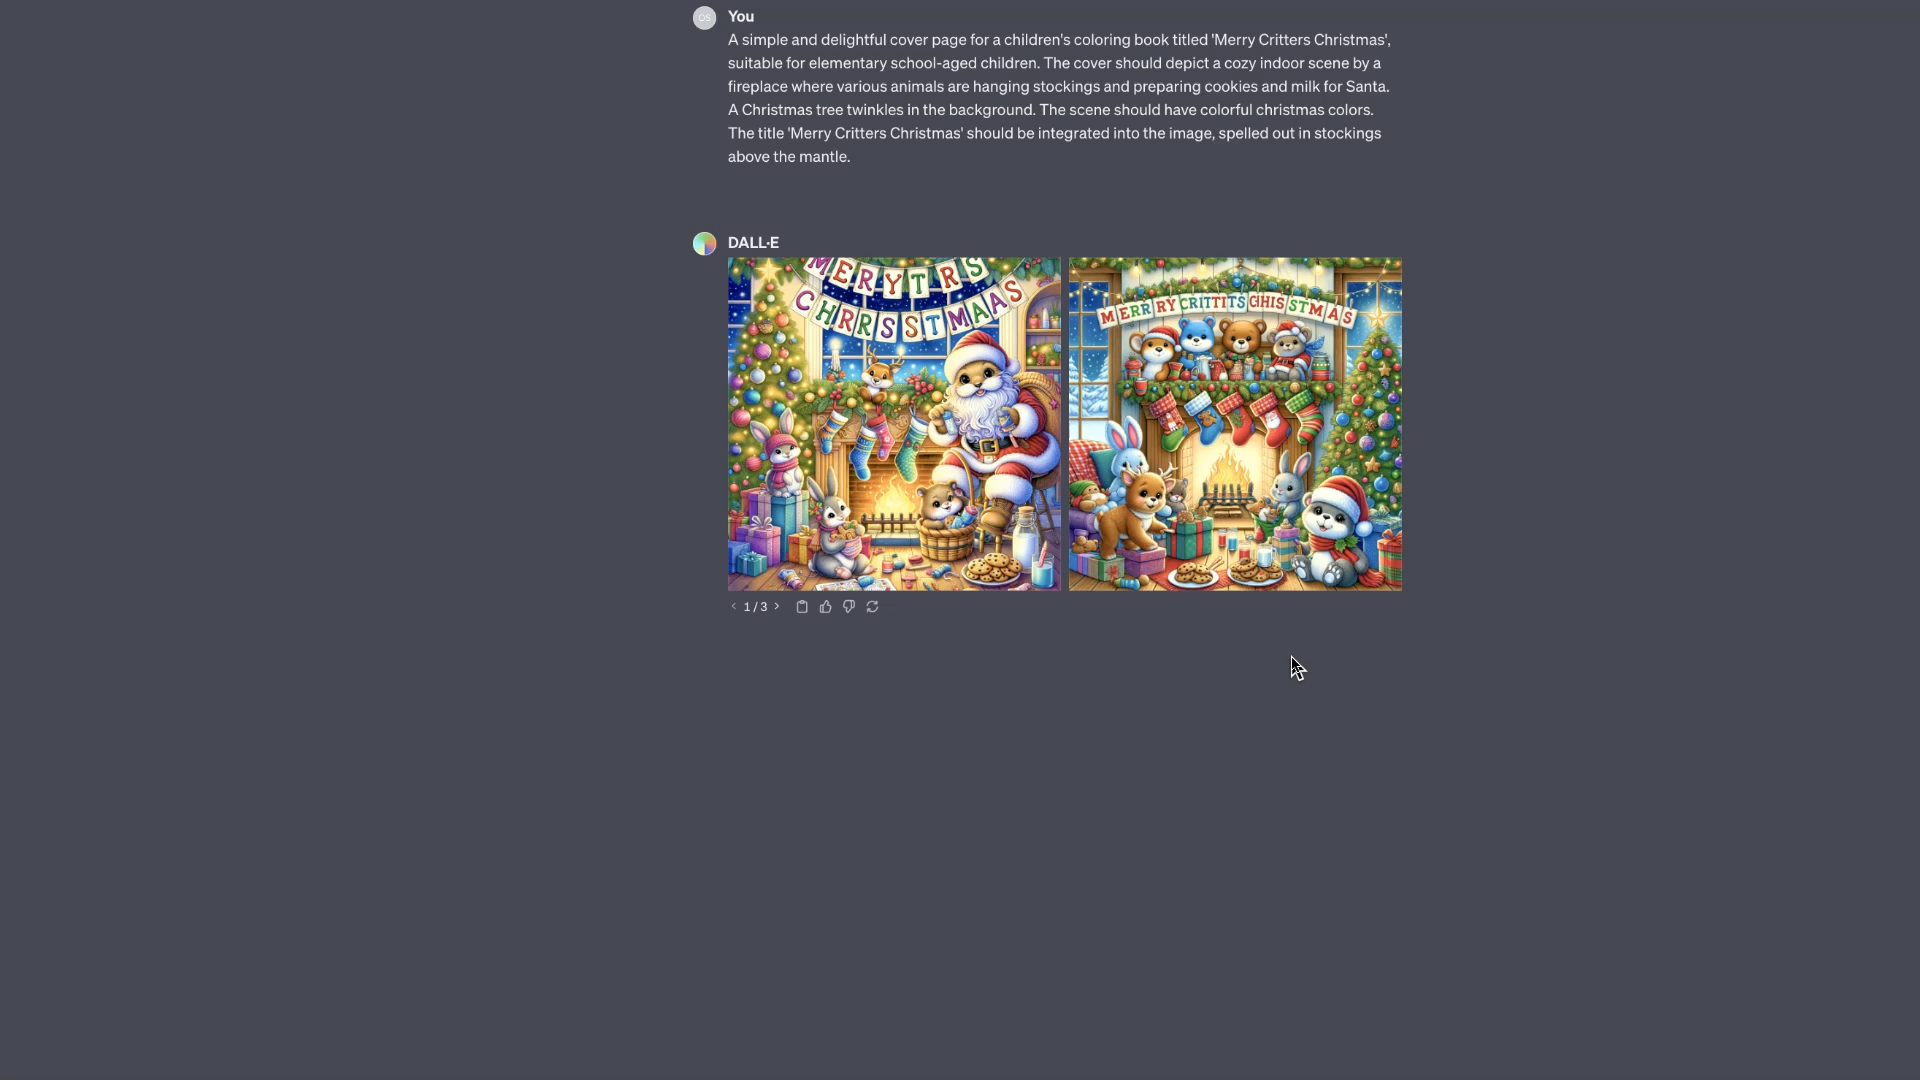 DS
You
A simple and delightful cover page for a children's coloring book titled 'Merry Critters Christmas',
suitable for elementary school-aged children. The cover should depict a cozy indoor scene by a
fireplace where various animals are hanging stockings and preparing cookies and milk for Santa.
A Christmas tree twinkles in the background. The scene should have colorful christmas colors.
The title 'Merry Critters Christmas' should be integrated into the image, spelled out in stockings
above the mantle.
DALL·E
MERYTRS
CHRRSSTMAAS
MERRRY CRITTITS CHIISTMAS
1 / 3